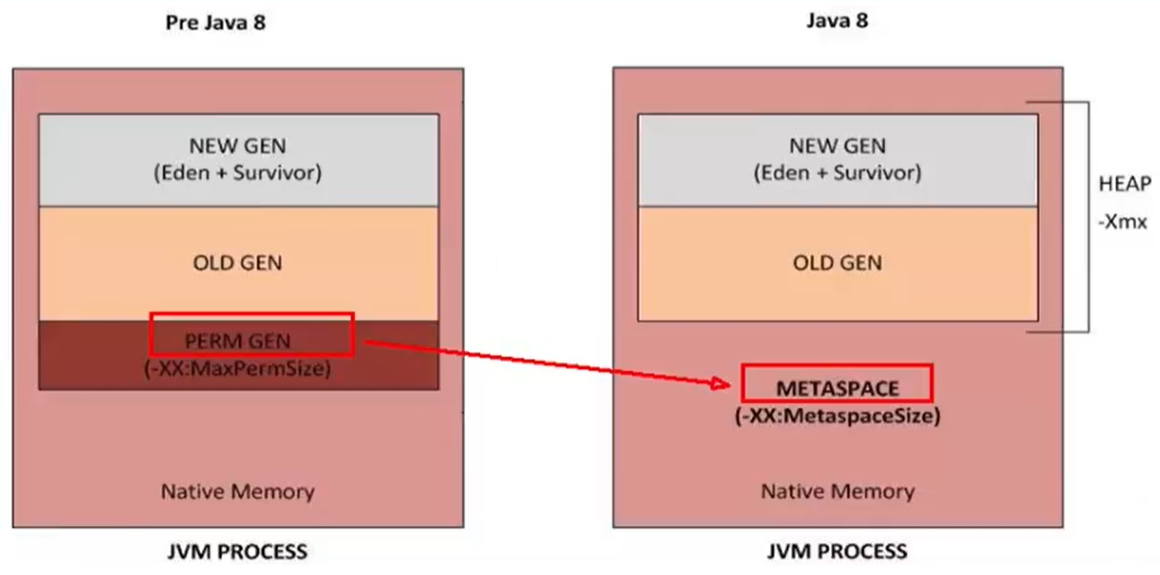 Pre Java 8
NEW GEN
(Eden + Survivor)
OLD GEN
PERM GEN
(-XX:MaxPermSize)
Native Memory
JVM PROCESS
Java 8
NEW GEN
(Eden + Survivor)
OLD GEN
HEAP
-Xmx
METASPACE
(-XX:MetaspaceSize)
Native Memory
JVM PROCESS